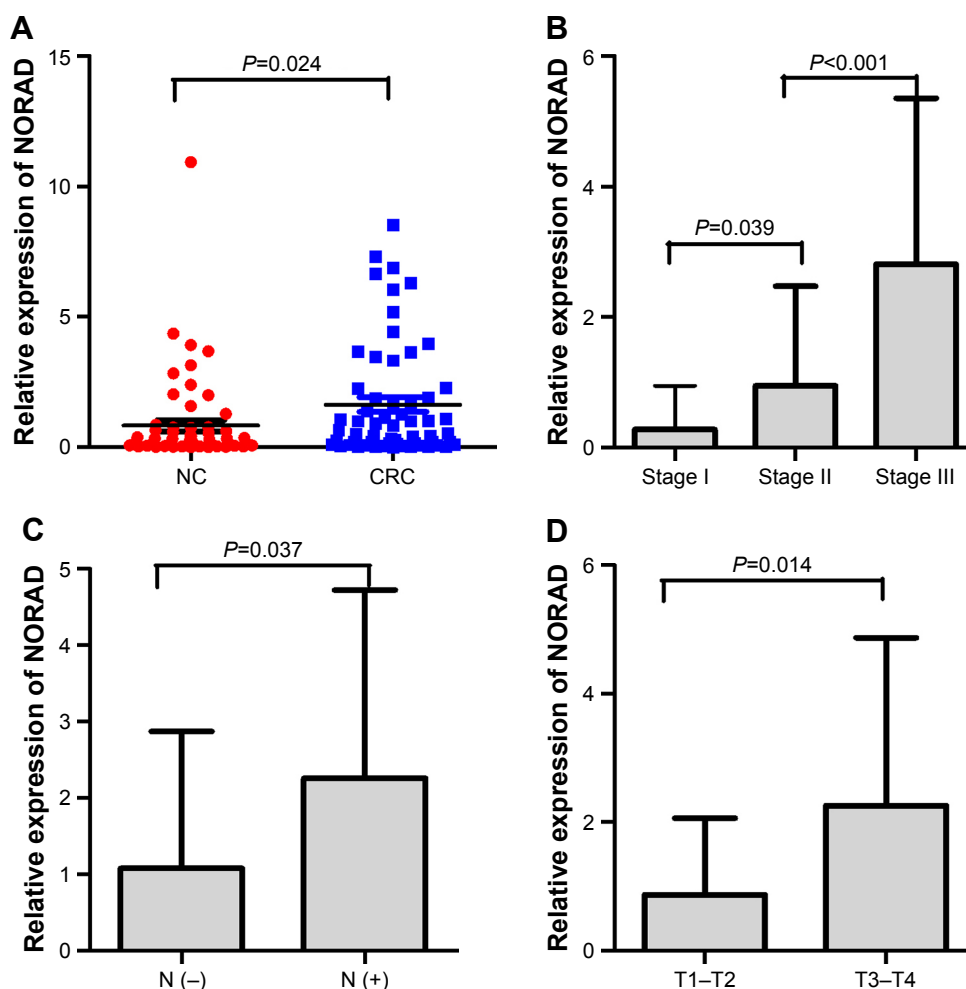 A
Relative expression of NORAD
15
10
5
0
P=0.024
NC
CRC
B
Relative expression of NORAD
6
4
2
0
P=0.039
P<0.001
Stage I
Stage II
Stage III
C
Relative expression of NORAD
5
4
3
2
1
0
P=0.037
N (–)
N (+)
D
Relative expression of NORAD
6
4
2
0
P=0.014
T1–T2
T3–T4